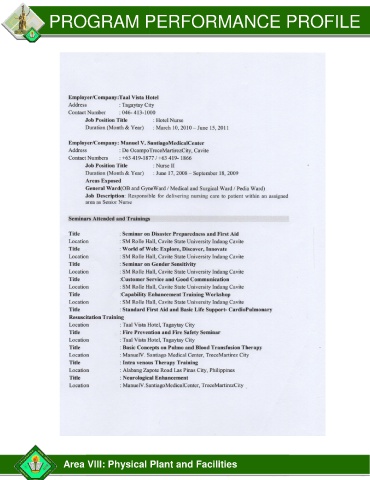 PROGRAM PERFORMANCE PROFILE
Employer/Company:Taal Vista Hotel
Address : Tagaytay City
Contact Number : 046- 413-1000
Job Position Title : Hotel Nurse
Duration (Month & Year) : March 10, 2010 – June 15, 2011
Employer/Company: Manuel V. SantiagoMedicalCenter
Address : De OcampoTreceMartirezCity, Cavite
Contact Numbers : +63 419-1877 / +63 419- 1866
Job Position Title : Nurse II
Duration (Month & Year) : June 17, 2008 – September 18, 2009
Areas Exposed
General Ward(OB and GyneWard / Medical and Surgical Ward / Pedia Ward)
Job Description: Responsible for delivering nursing care to patient within an assigned
area as Senior Nurse
Seminars Attended and Trainings
Title : Seminar on Disaster Preparedness and First Aid
Location : SM Rolle Hall, Cavite State University Indang Cavite
Title : World of Web: Explore, Discover, Innovate
Location : SM Rolle Hall, Cavite State University Indang Cavite
Title : Seminar on Gender Sensitivity
Location : SM Rolle Hall, Cavite State University Indang Cavite
Title :Customer Service and Good Communication
Location : SM Rolle Hall, Cavite State University Indang Cavite
Title :Capability Enhancement Training Workshop
Location : SM Rolle Hall, Cavite State University Indang Cavite
Title : Standard First Aid and Basic Life Support- CardioPulmonary
Resuscitation Training
Location : Taal Vista Hotel, Tagaytay City
Title : Fire Prevention and Fire Safety Seminar
Location : Taal Vista Hotel, Tagaytay City
Title : Basic Concepts on Pulmo and Blood Transfusion Therapy
Location : ManuelV. Santiago Medical Center, TreceMartirez City
Title : Intra venous Therapy Training
Location : Alabang Zapote Road Las Pinas City, Philippines
Title : Neurological Enhancement
Location : ManuelV.SantiagoMedicalCenter, TreceMartirezCity
Area VIII: Physical Plant and Facilities